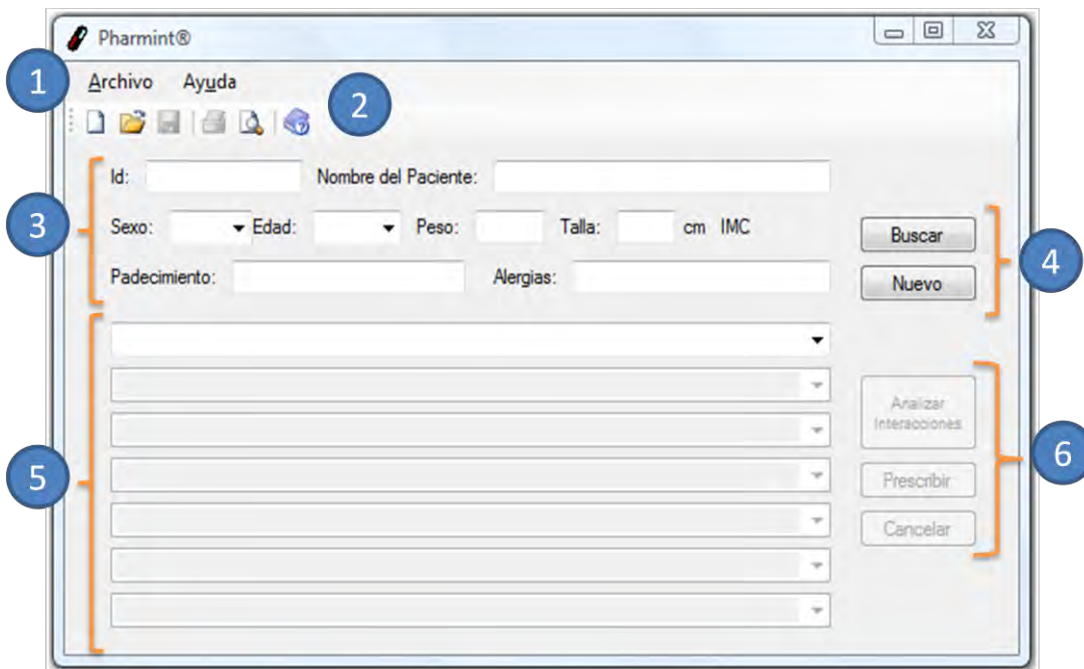 Pharmint®
1
Archivo Ayuda
2
3
Id: Nombre del Paciente:
Sexo: Edad: Peso: Talla: cm IMC
Padecimiento: Alergias:
Buscar
Nuevo
4
5
Analizar
Interacciones
Prescribir
Cancelar
6